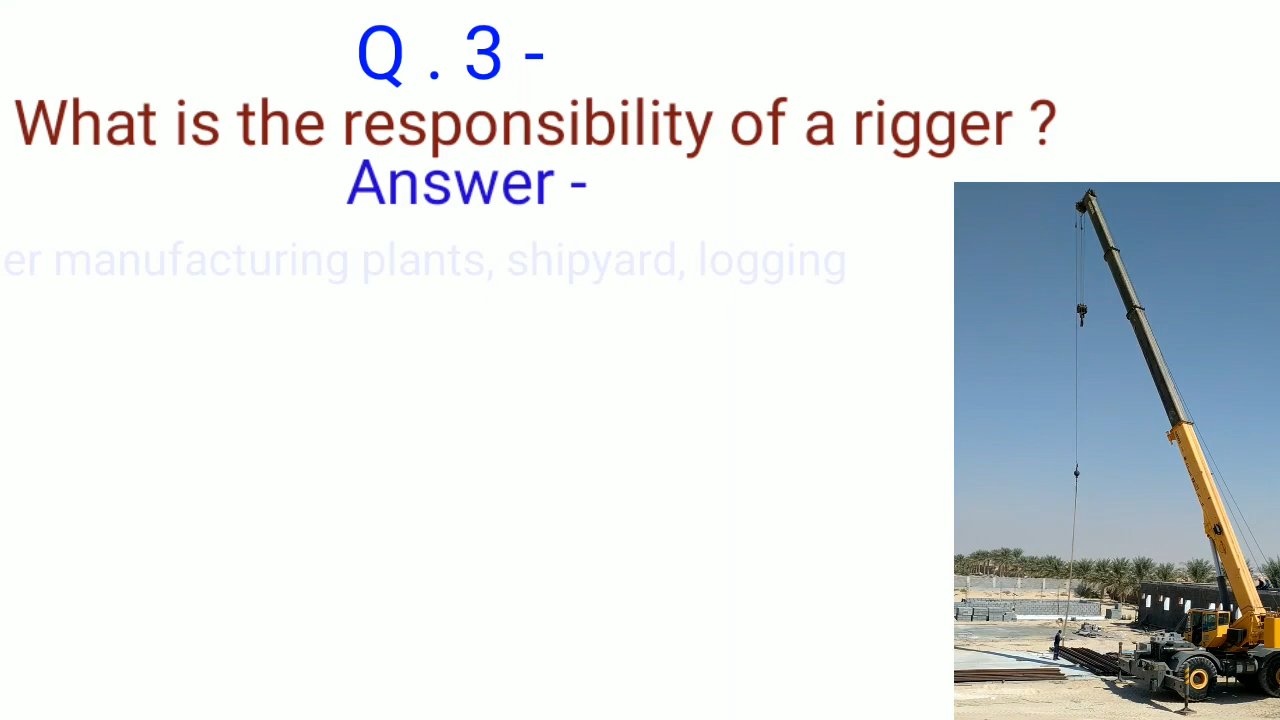 Q . 3 -
What is the responsibility of a rigger ?
Answer -
er manufacturing plants, shipyard, logging